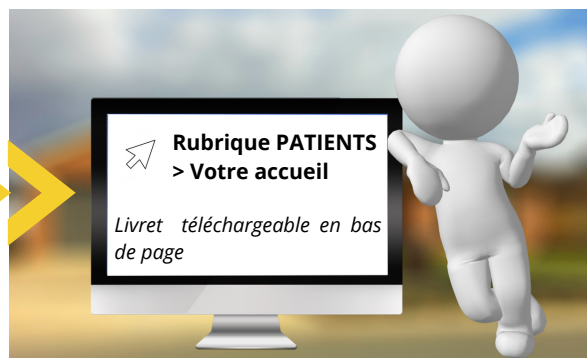 Rubrique PATIENTS
> Votre accueil
Livret téléchargeable en bas
de page